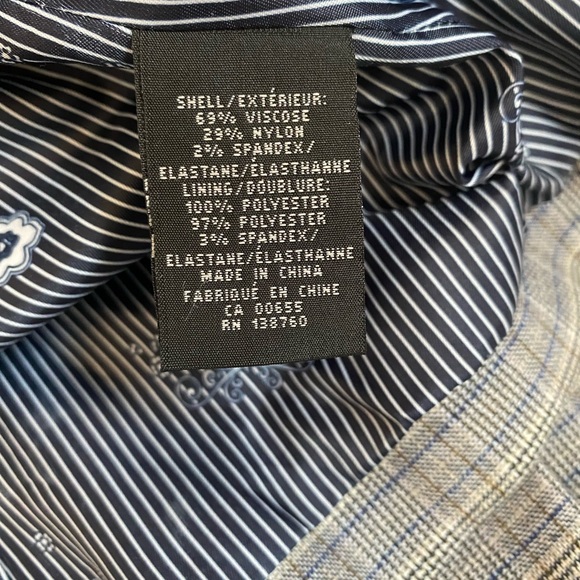 SHELL/EXTÉRIEUR:
69% VISCOSE
29% NYLON
2% SPANDEX/
ELASTANE/ÉLASTHANNE
LINING/DOUBLURE:
100% POLYESTER
97% POLYESTER
3% SPANDEX/
ELASTANE/ÉLASTHANNE
MADE IN CHINA
FABRIQUÉ EN CHINE
CA 00655
RN 138760